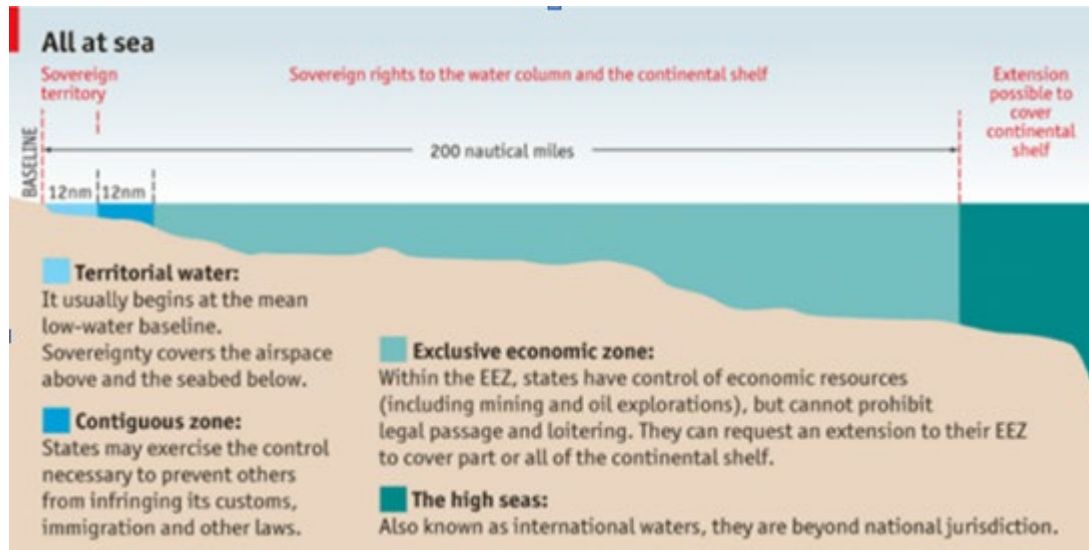 All at sea
Sovereign
territory
Sovereign rights to the water column and the continental shelf
Extension
possible to
cover
continental
shelf
BASELINE
200 nautical miles
12nm
12nm
Territorial water:
It usually begins at the mean
low-water baseline.
Sovereignty covers the airspace
above and the seabed below.
Contiguous zone:
States may exercise the control
necessary to prevent others
from infringing its customs,
immigration and other laws.
Exclusive economic zone:
Within the EEZ, states have control of economic resources
(including mining and oil explorations), but cannot prohibit
legal passage and loitering. They can request an extension to their EEZ
to cover part or all of the continental shelf.
The high seas:
Also known as international waters, they are beyond national jurisdiction.